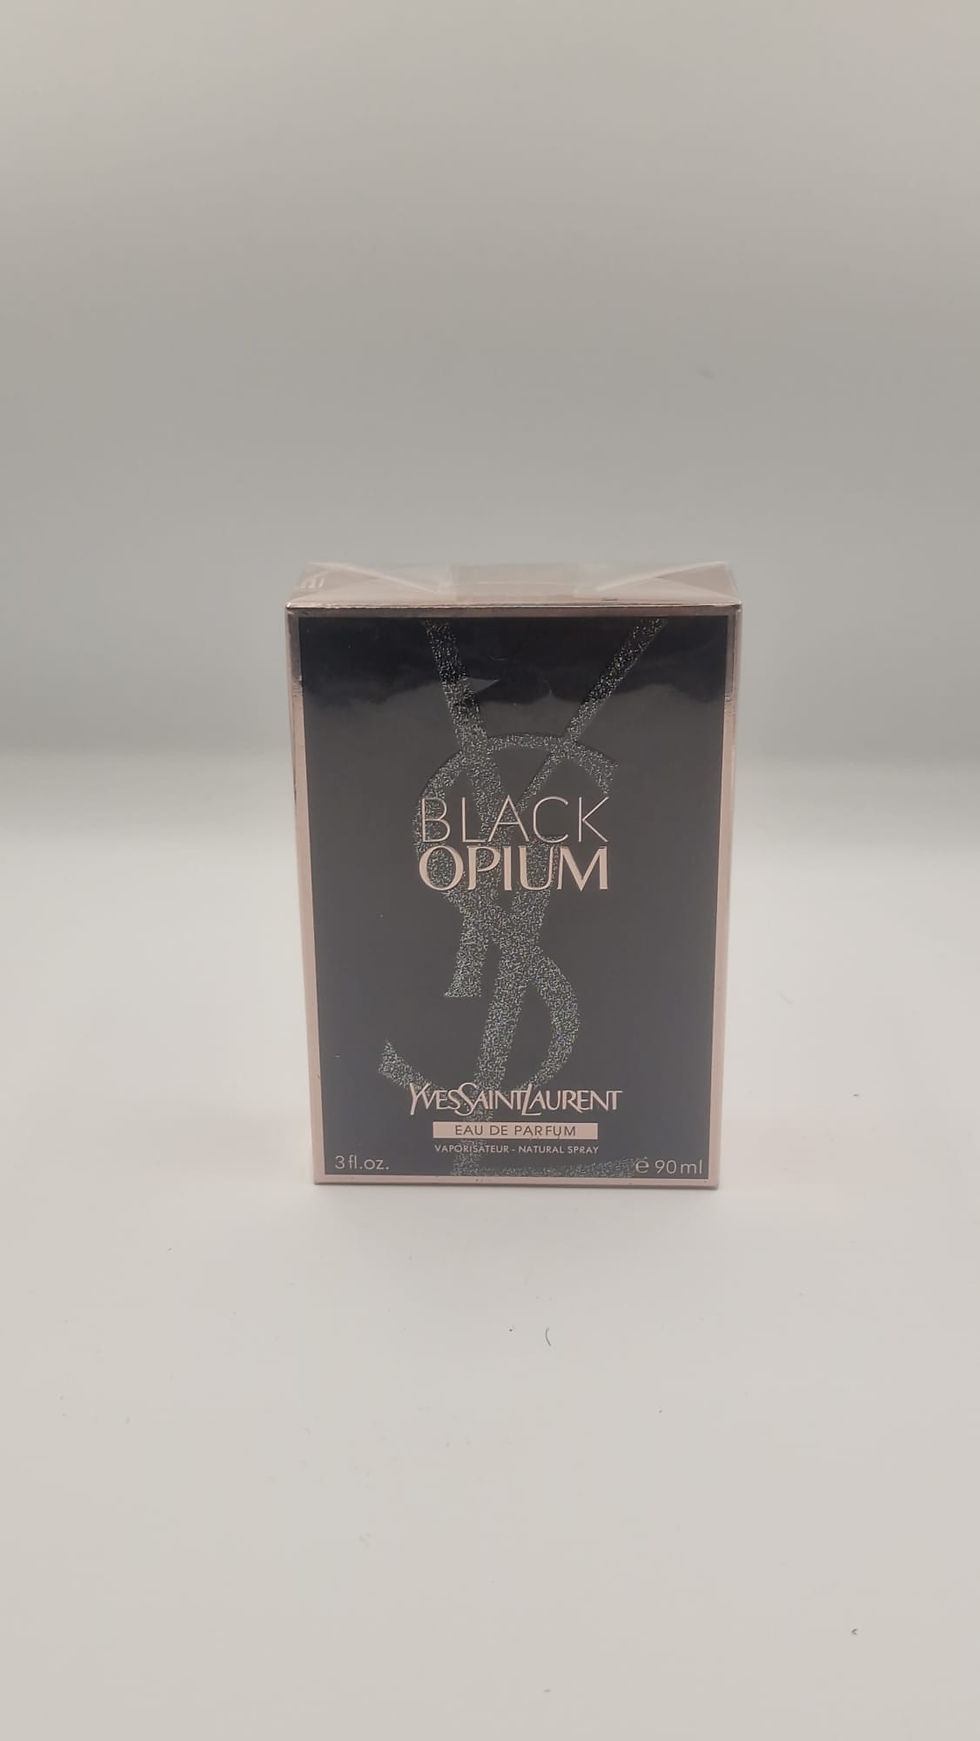 BLACK
OPIUM
YVESSAINTLAURENT
EAU DE PARFUM
VAPORISATEUR - NATURAL SPRAY
3 fl.oz.
e 90 ml